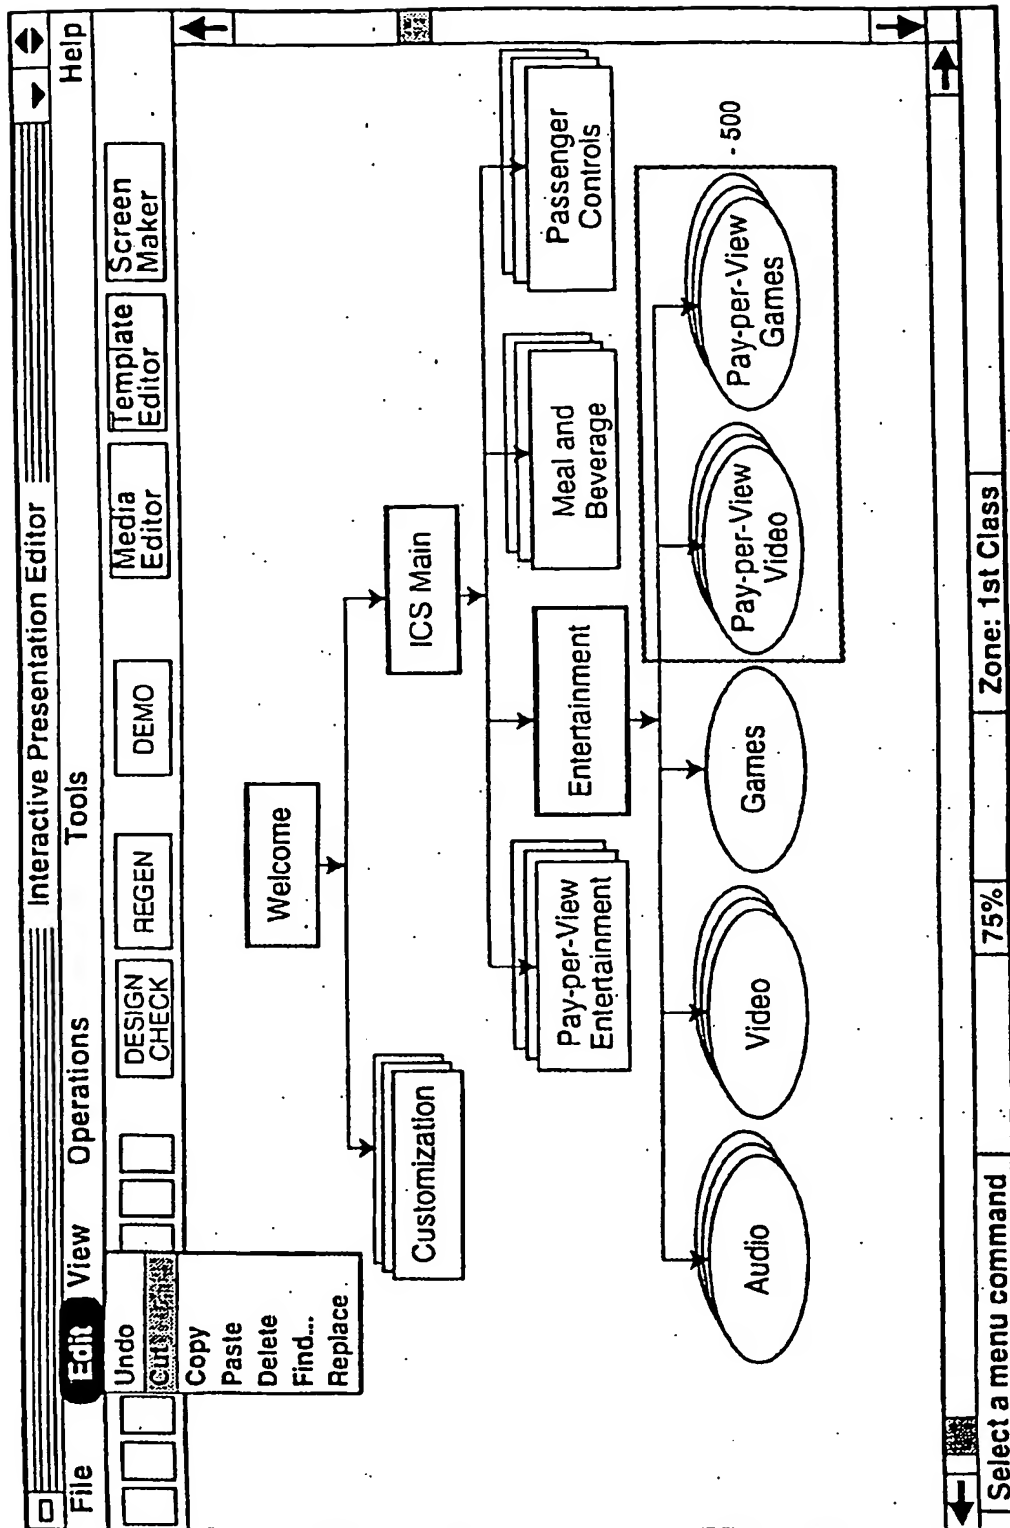 Interactive Presentation Editor
File Edit View Operations Tools Help
DESIGN
CHECK
REGEN
DEMO
Media
Editor
Template
Editor
Screen
Maker
Undo
Cut
Copy
Paste
Delete
Find...
Replace
Welcome
Customization
ICS Main
Pay-per-View
Entertainment
Entertainment
Meal and
Beverage
Passenger
Controls
Audio
Video
Games
Pay-per-View
Video
Pay-per-View
Games
- 500
Select a menu command 75% Zone: 1st Class